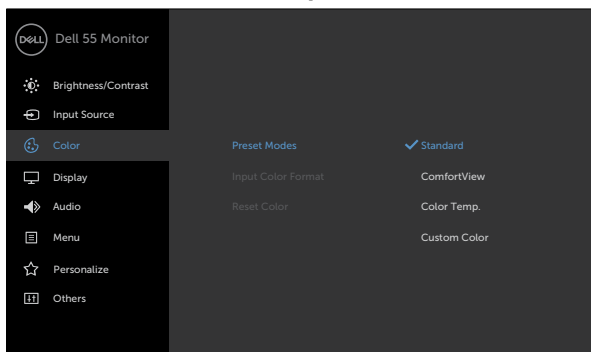 DELL
Dell 55 Monitor
Brightness/Contrast
Input Source
Color
Preset Modes
Standard
Display
Input Color Format
ComfortView
Audio
Reset Color
Color Temp.
Menu
Custom Color
Personalize
Others